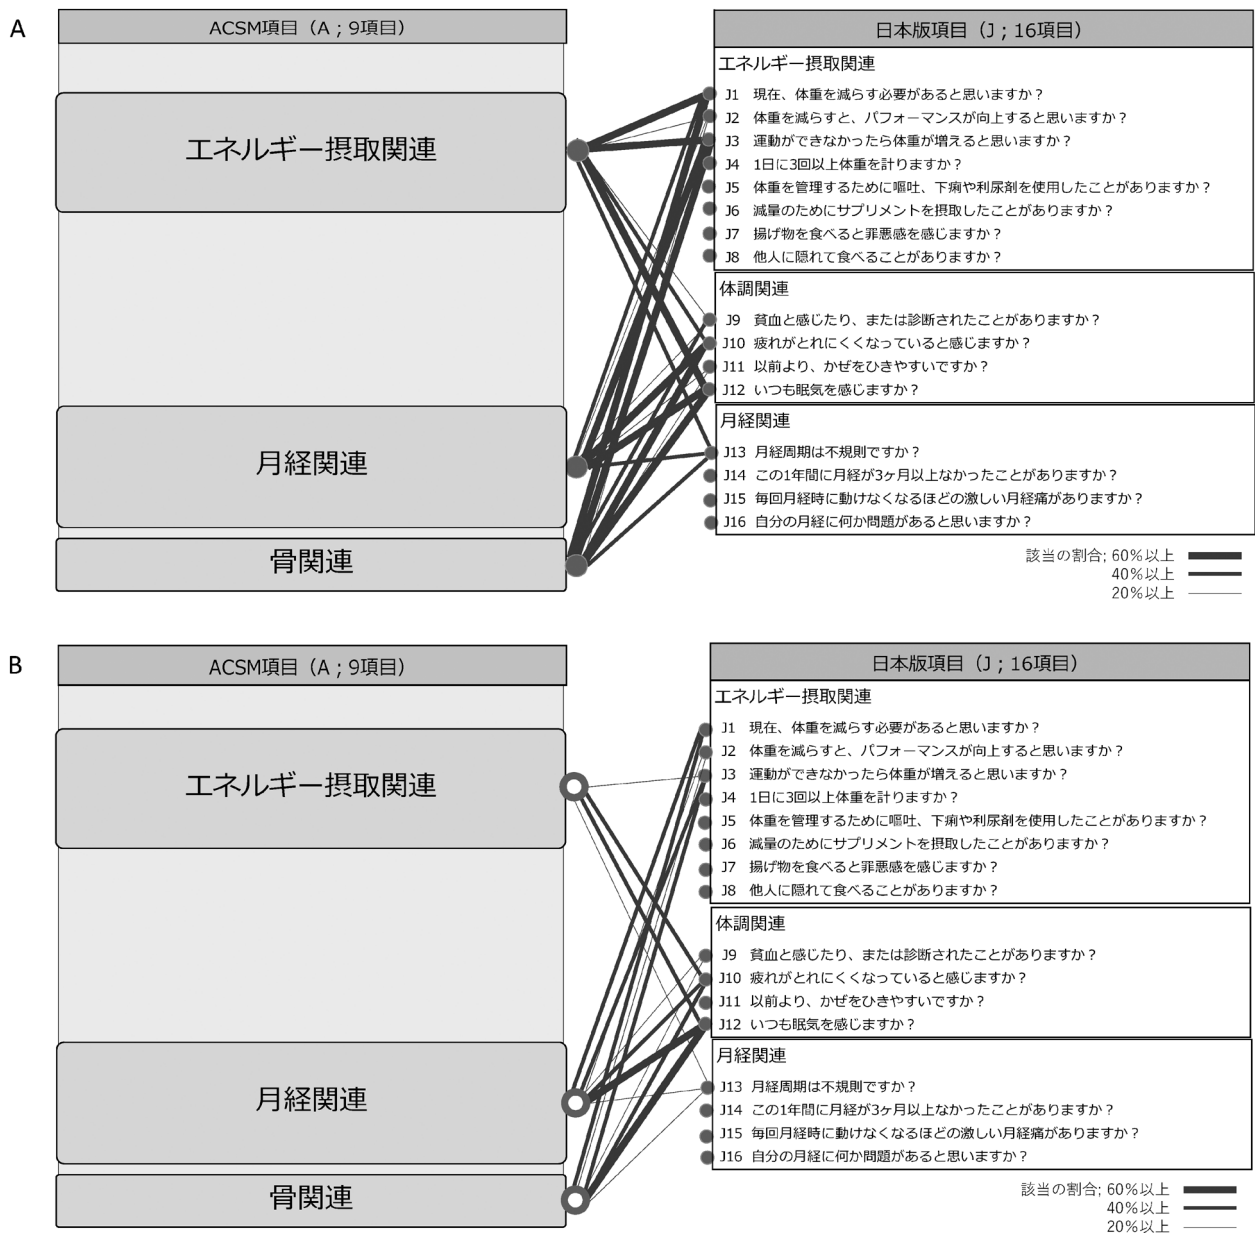 A
ACSM項目（A；9項目）
エネルギー摂取関連
月経関連
骨関連
日本版項目（J；16項目）
エネルギー摂取関連
J1 現在、体重を減らす必要があると思いますか？
J2 体重を減らすと、パフォーマンスが向上すると思いますか？
J3 運動ができなかったら体重が増えると思いますか？
J4 1日に3回以上体重を計りますか？
J5 体重を管理するために嘔吐、下痢や利尿剤を使用したことがありますか？
J6 減量のためにサプリメントを摂取したことがありますか？
J7 揚げ物を食べると罪悪感を感じますか？
J8 他人に隠れて食べることがありますか？
体調関連
J9 貧血と感じたり、または診断されたことがありますか？
J10 疲れがとれにくくなっていると感じますか？
J11 以前より、かぜをひきやすいですか？
J12 いつも眠気を感じますか？
月経関連
J13 月経周期は不規則ですか？
J14 この1年間に月経が3ヶ月以上なかったことがありますか？
J15 毎回月経時に動けなくなるほどの激しい月経痛がありますか？
J16 自分の月経に何か問題があると思いますか？
該当の割合; 60％以上
40％以上
20％以上
B
ACSM項目（A；9項目）
エネルギー摂取関連
月経関連
骨関連
日本版項目（J；16項目）
エネルギー摂取関連
J1 現在、体重を減らす必要があると思いますか？
J2 体重を減らすと、パフォーマンスが向上すると思いますか？
J3 運動ができなかったら体重が増えると思いますか？
J4 1日に3回以上体重を計りますか？
J5 体重を管理するために嘔吐、下痢や利尿剤を使用したことがありますか？
J6 減量のためにサプリメントを摂取したことがありますか？
J7 揚げ物を食べると罪悪感を感じますか？
J8 他人に隠れて食べることがありますか？
体調関連
J9 貧血と感じたり、または診断されたことがありますか？
J10 疲れがとれにくくなっていると感じますか？
J11 以前より、かぜをひきやすいですか？
J12 いつも眠気を感じますか？
月経関連
J13 月経周期は不規則ですか？
J14 この1年間に月経が3ヶ月以上なかったことがありますか？
J15 毎回月経時に動けなくなるほどの激しい月経痛がありますか？
J16 自分の月経に何か問題があると思いますか？
該当の割合; 60％以上
40％以上
20％以上